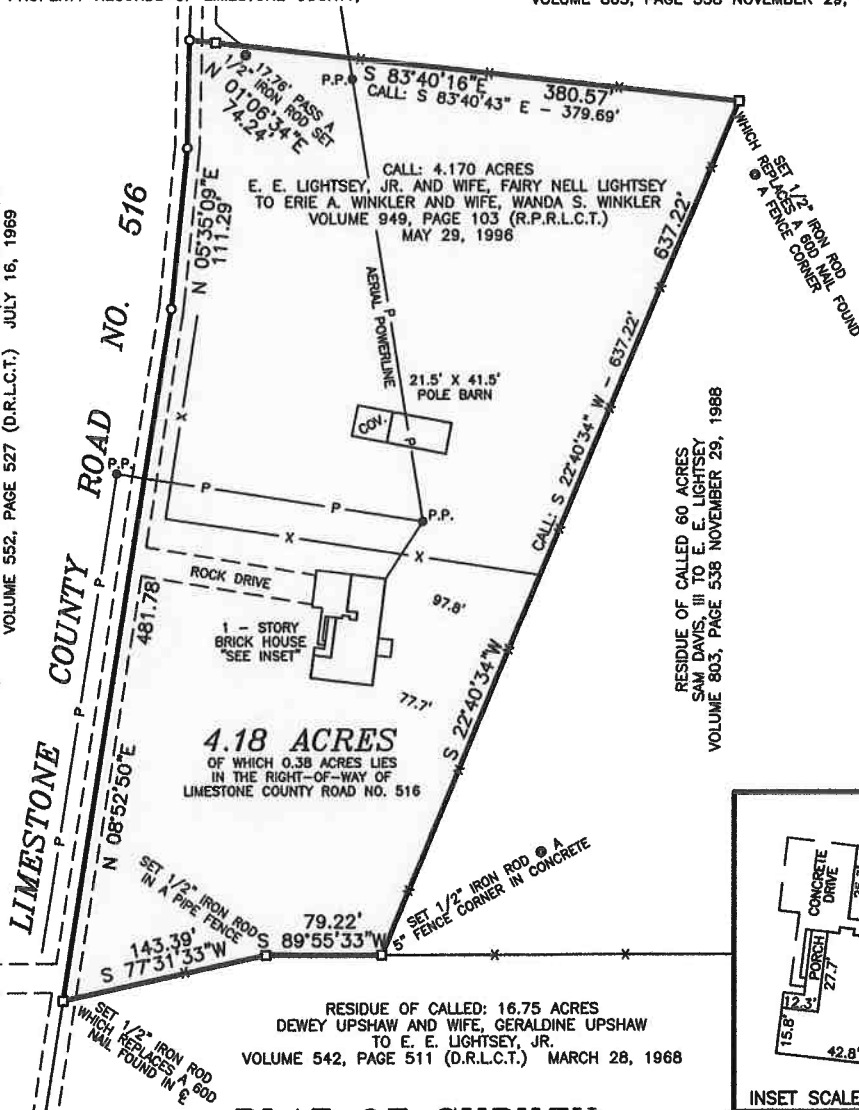 VOLUME 803, PAGE 538 NOVEMBER 29,
1/2" IRON ROD SET
17.76' PASS A
N 01°06'34"E
74.24'
P.P.
S 83°40'16"E 380.57'
CALL: S 83°40'43" E - 379.69'
SET 1/2" IRON ROD
WHICH REPLACES A 60D NAIL FOUND
@ A FENCE CORNER
CALL: 4.170 ACRES
E. E. LIGHTSEY, JR. AND WIFE, FAIRY NELL LIGHTSEY
TO ERIE A. WINKLER AND WIFE, WANDA S. WINKLER
VOLUME 949, PAGE 103 (R.P.R.L.C.T.)
MAY 29, 1996
VOLUME 552, PAGE 527 (D.R.L.C.T.) JULY 16, 1969
LIMESTONE COUNTY ROAD NO. 516
N 05°35'09"E
111.29'
637.22'
CALL: S 22°40'34" W - 637.22'
AERIAL POWERLINE
P
21.5' X 41.5'
POLE BARN
COV.
P
P.P.
P
P
P.P.
X
X
X
P
P
P
ROCK DRIVE
1 - STORY
BRICK HOUSE
"SEE INSET"
97.8'
77.7'
S 22°40'34"W
RESIDUE OF CALLED 60 ACRES
SAM DAVIS, III TO E. E. LIGHTSEY
VOLUME 803, PAGE 538 NOVEMBER 29, 1988
481.78'
N 08°52'50"E
4.18 ACRES
OF WHICH 0.38 ACRES LIES
IN THE RIGHT-OF-WAY OF
LIMESTONE COUNTY ROAD NO. 516
SET 1/2" IRON ROD
IN A PIPE FENCE
143.39'
S 77°31'33"W
79.22'
S 89°55'33"W
SET 1/2" IRON ROD @ A
5" FENCE CORNER IN CONCRETE
SET 1/2" IRON ROD
WHICH REPLACES A 60D
NAIL FOUND IN ℄
RESIDUE OF CALLED: 16.75 ACRES
DEWEY UPSHAW AND WIFE, GERALDINE UPSHAW
TO E. E. LIGHTSEY, JR.
VOLUME 542, PAGE 511 (D.R.L.C.T.) MARCH 28, 1968
CONCRETE
DRIVE
PORCH
27.7'
12.3'
15.8'
42.8'
INSET SCALE